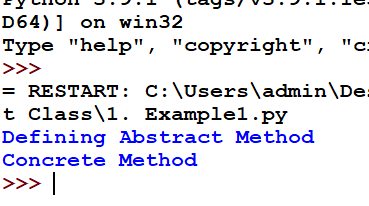 D64)] on win32
Type "help", "copyright",
>>>
= RESTART: C:\Users\admin\De
t Class\1. Example1.py
Defining Abstract Method
Concrete Method
>>>